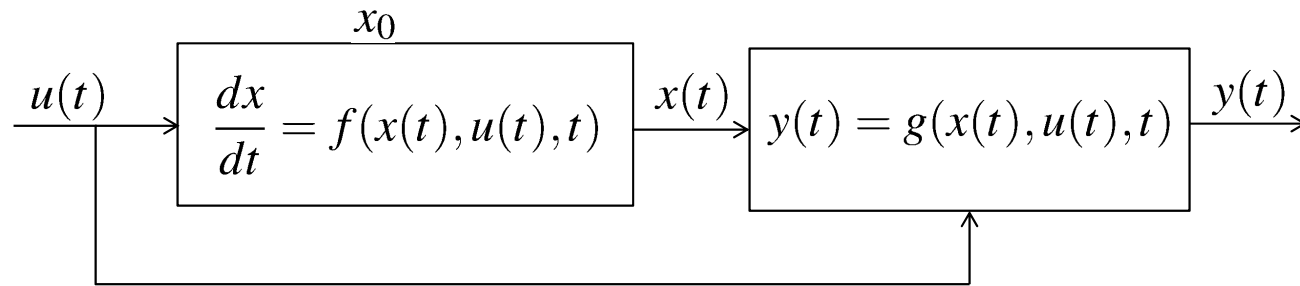 x₀
u(t)
dx/dt = f(x(t), u(t), t)
x(t)
y(t) = g(x(t), u(t), t)
y(t)